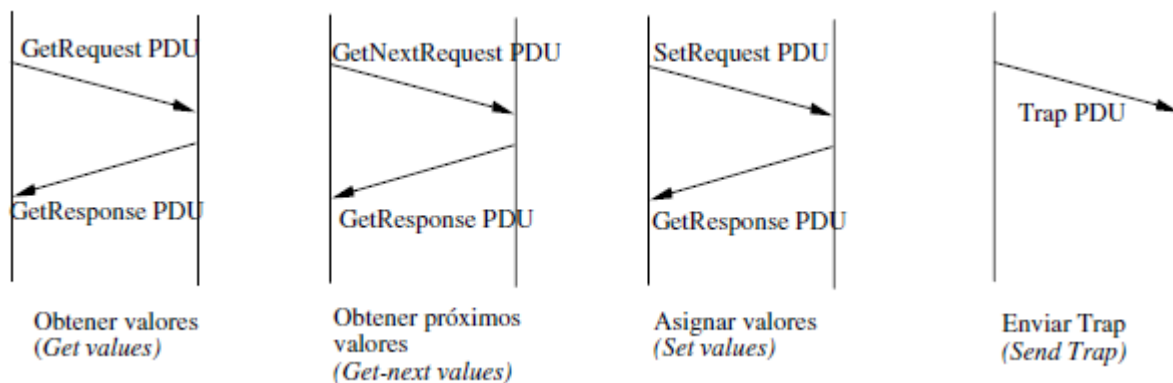 GetRequest PDU
GetResponse PDU
Obtener valores
(Get values)
GetNextRequest PDU
GetResponse PDU
Obtener próximos
valores
(Get-next values)
SetRequest PDU
GetResponse PDU
Asignar valores
(Set values)
Trap PDU
Enviar Trap
(Send Trap)